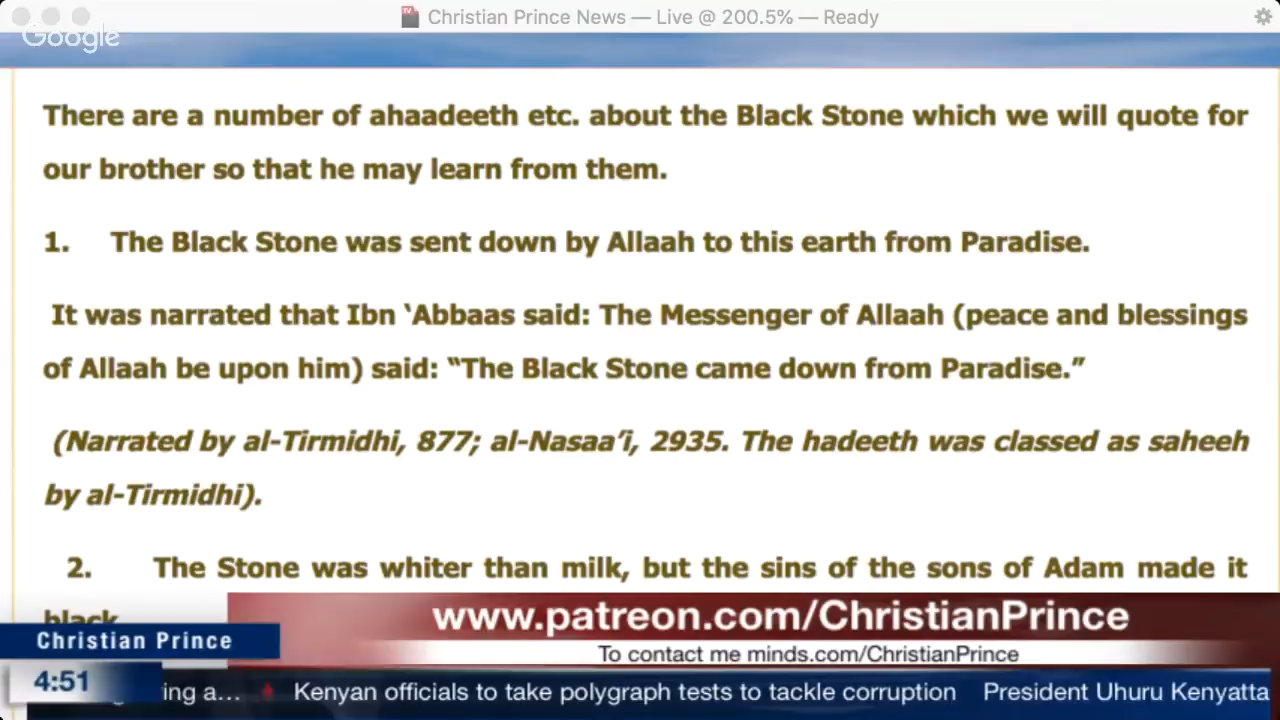 Christian Prince News — Live @ 200.5% — Ready
Google
There are a number of ahaadeeth etc. about the Black Stone which we will quote for
our brother so that he may learn from them.
1. The Black Stone was sent down by Allaah to this earth from Paradise.
It was narrated that Ibn ‘Abbaas said: The Messenger of Allaah (peace and blessings
of Allaah be upon him) said: “The Black Stone came down from Paradise.”
(Narrated by al-Tirmidhi, 877; al-Nasaa’i, 2935. The hadeeth was classed as saheeh
by al-Tirmidhi).
2. The Stone was whiter than milk, but the sins of the sons of Adam made it
black
www.patreon.com/ChristianPrince
Christian Prince
To contact me minds.com/ChristianPrince
4:51
ing a... Kenyan officials to take polygraph tests to tackle corruption President Uhuru Kenyatta